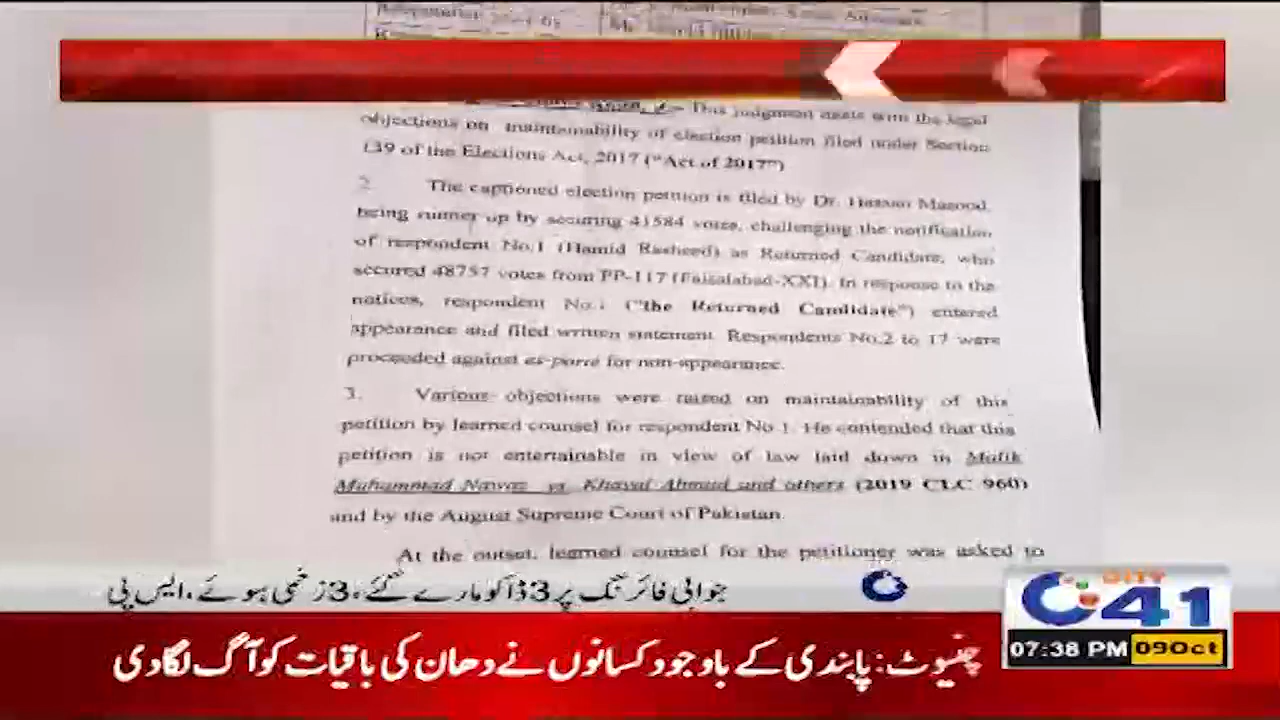 objections on maintainability of election petition filed under Section
139 of the Elections Act, 2017 ("Act of 2017")
2. The captioned election petition is filed by Dr. Hassan Masood,
being runner up by securing 41584 votes, challenging the notification
of respondent No.1 (Hamid Rasheed) as Returned Candidate, who
secured 48757 votes from PP-117 (Faisalabad-XXI). In response to the
notices, respondent No.1 ("the Returned Candidate") entered
appearance and filed written statement. Respondents No.2 to 17 were
proceeded against ex-parte for non-appearance.
3. Various objections were raised on maintainability of this
petition by learned counsel for respondent No.1. He contended that this
petition is not entertainable in view of law laid down in Malik
Muhammad Nawaz vs Khayal Ahmad and others (2019 CLC 960)
and by the August Supreme Court of Pakistan.
At the outset, learned counsel for the petitioner was asked to
جوابی فائرنگ پر 3 ڈاکو مارے گئے، 3 زخمی ہوئے، ایس پی
چنیوٹ: پابندی کے باوجود کسانوں نے دھان کی باقیات کو آگ لگا دی
CITY
41
07:38 PM 09Oct